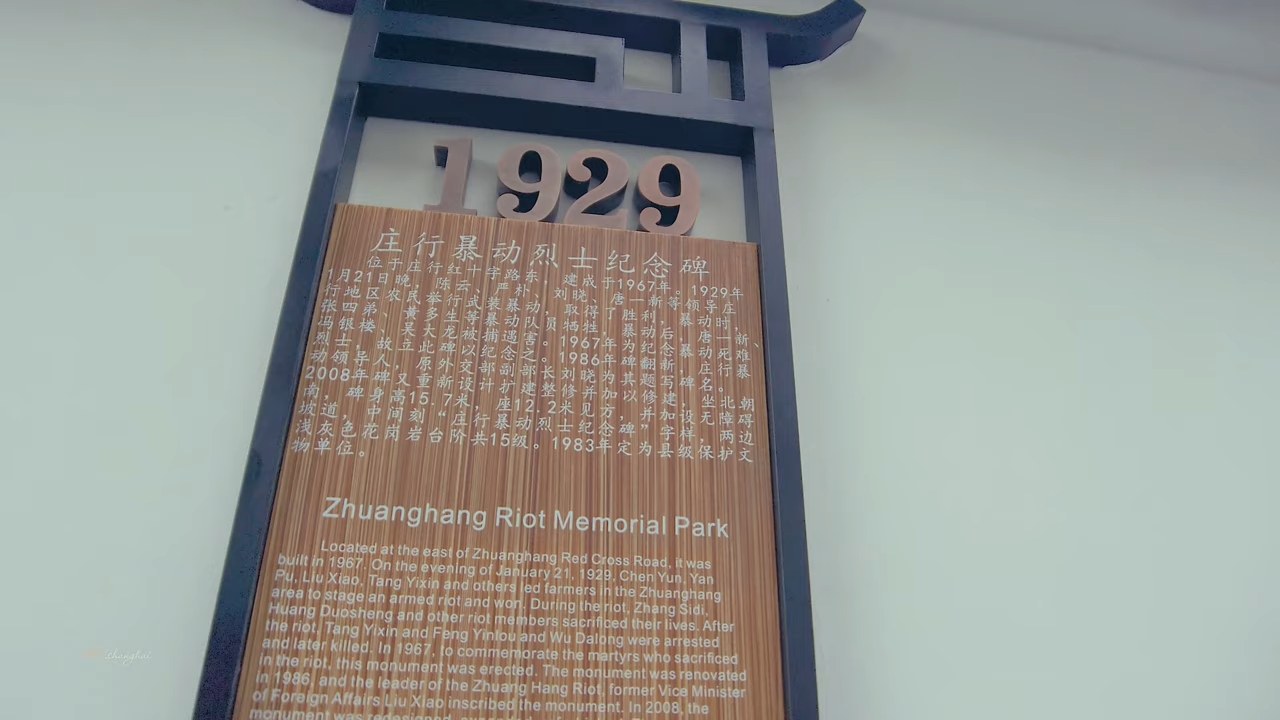 1929
庄行暴动烈士纪念碑
位于庄行红十字路东，建成于1967年。1929年
1月21日晚，陈云、严朴、刘晓、唐一新等领导庄
行地区农民举行武装暴动，取得了胜利，暴动时，
张四弟、黄多生等暴动队员牺牲。暴动后唐一新、
冯银楼、吴大龙被捕遇害。1967年为纪念暴动死难
烈士，故立此碑纪念之。1986年碑翻新，庄行暴
动领导人，原外交部副部长刘晓为其题写碑名。
2008年碑又重新设计扩建整修并加以修建，坐北朝
南，碑身高15.7米，座12.2米见方，并加设无障碍
坡道，中间刻“庄行暴动烈士纪念碑”字样，两边
浅灰色花岗岩台阶共15级。1983年定为县级保护文
物单位。
Zhuanghang Riot Memorial Park
Located at the east of Zhuanghang Red Cross Road, it was
built in 1967. On the evening of January 21, 1929, Chen Yun, Yan
Pu, Liu Xiao, Tang Yixin and others led farmers in the Zhuanghang
area to stage an armed riot and won. During the riot, Zhang Sidi,
Huang Duosheng and other riot members sacrificed their lives. After
the riot, Tang Yixin and Feng Yinlou and Wu Dalong were arrested
and later killed. In 1967, to commemorate the martyrs who sacrificed
in the riot, this monument was erected. The monument was renovated
in 1986, and the leader of the Zhuang Hang Riot, former Vice Minister
of Foreign Affairs Liu Xiao inscribed the monument. In 2008, the
monument was redesigned, expanded